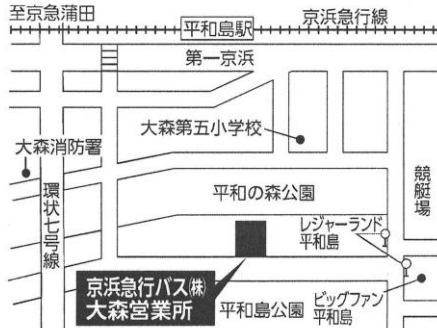 至京急蒲田
平和島駅
京浜急行線
第一京浜
大森第五小学校
大森消防署
環状七号線
平和の森公園
競艇場
レジャーランド
平和島
京浜急行バス㈱
大森営業所
平和島公園
ビッグファン
平和島